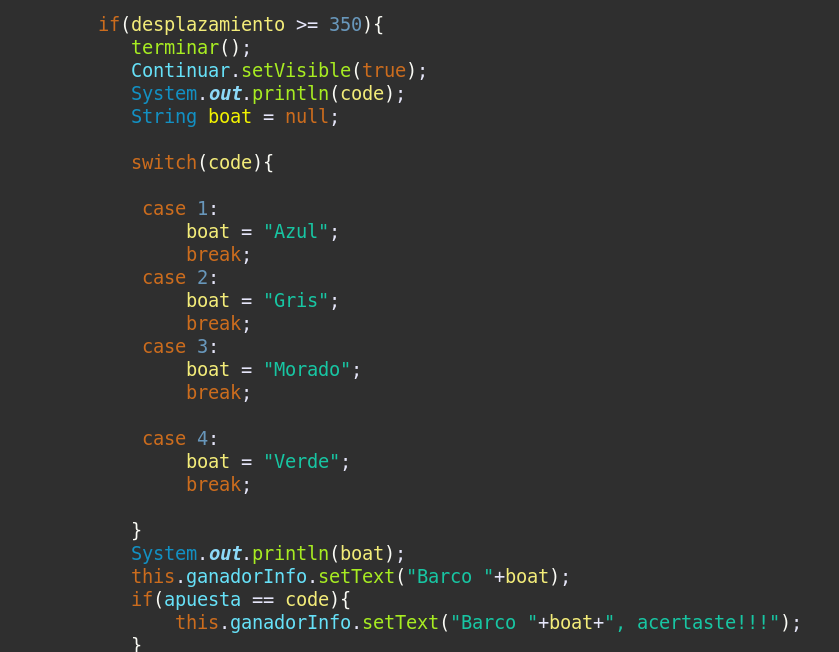 if(desplazamiento >= 350){
terminar();
Continuar.setVisible(true);
System.out.println(code);
String boat = null;
switch(code){
case 1:
boat = "Azul";
break;
case 2:
boat = "Gris";
break;
case 3:
boat = "Morado";
break;
case 4:
boat = "Verde";
break;
}
System.out.println(boat);
this.ganadorInfo.setText("Barco "+boat);
if(apuesta == code){
this.ganadorInfo.setText("Barco "+boat+", acertaste!!!");
}